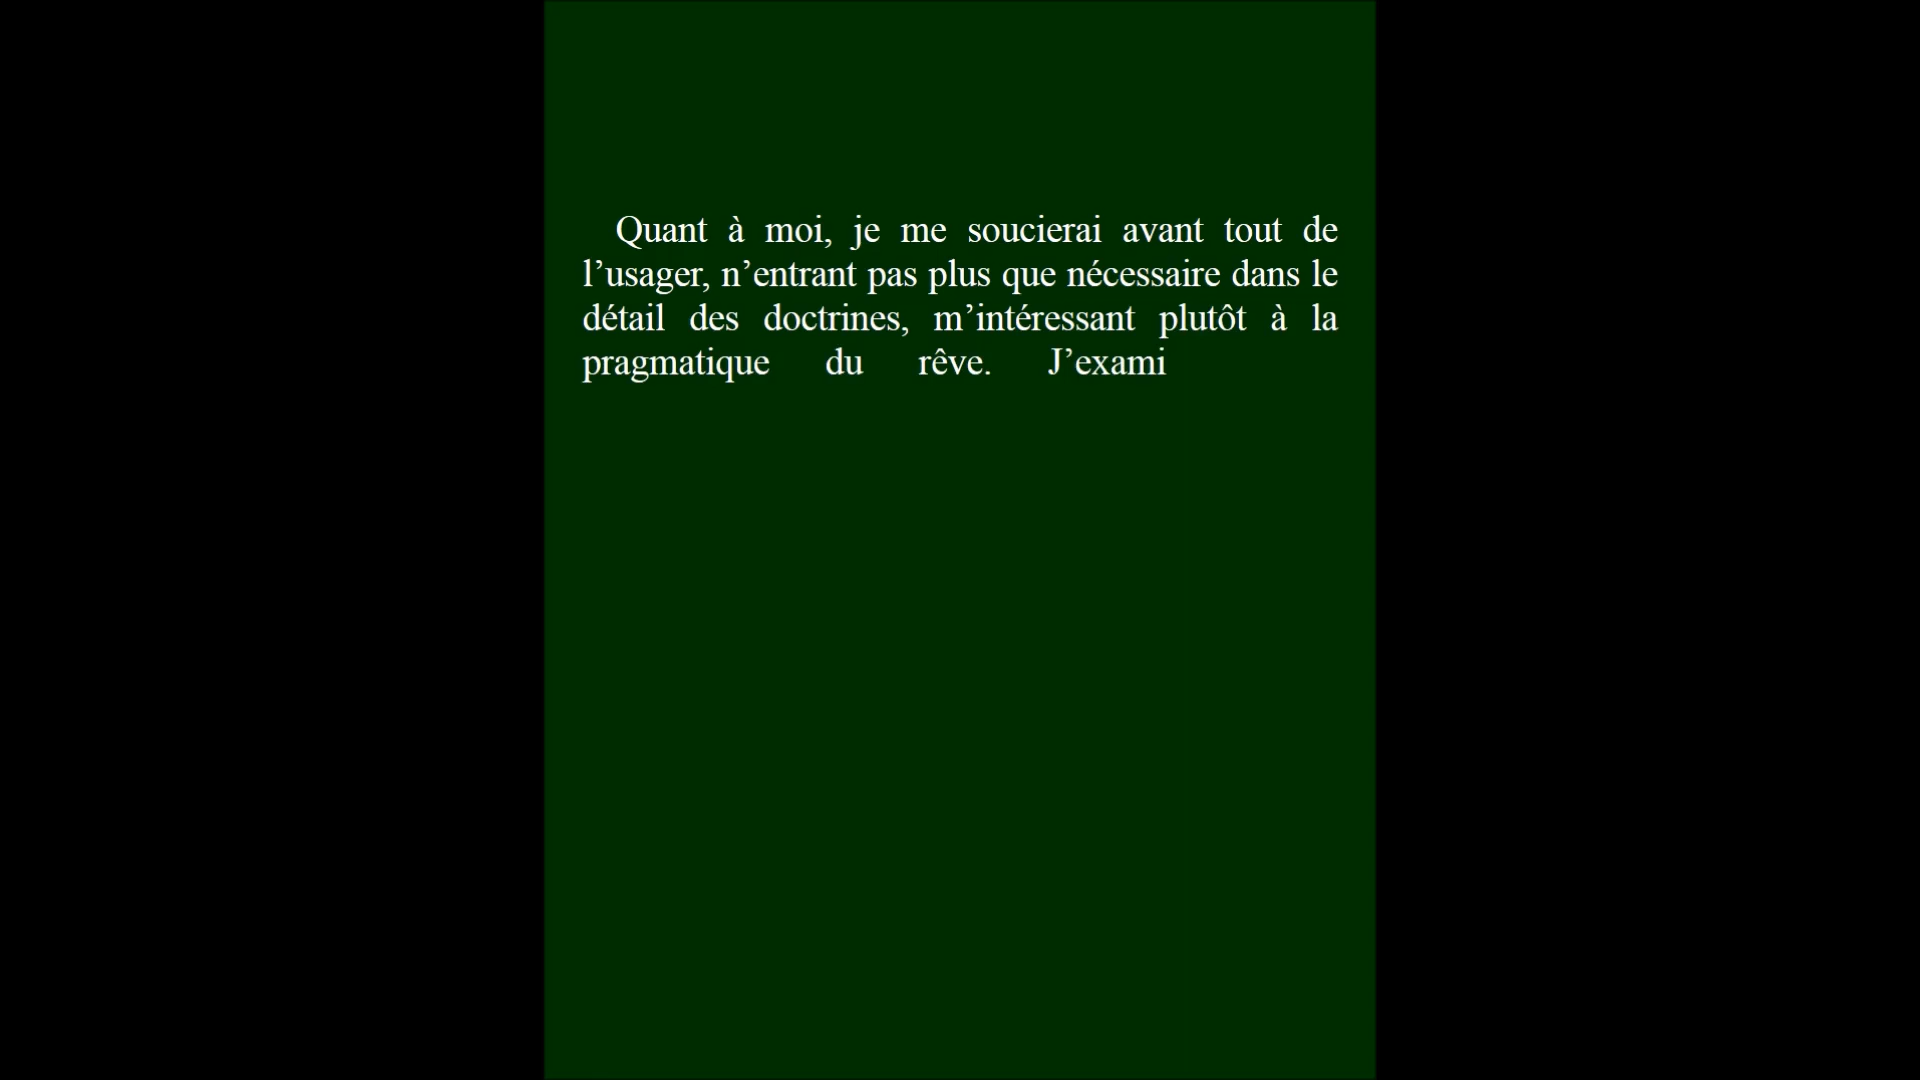 Quant à moi, je me soucierai avant tout de
l’usager, n’entrant pas plus que nécessaire dans le
détail des doctrines, m’intéressant plutôt à la
pragmatique du rêve. J’exami